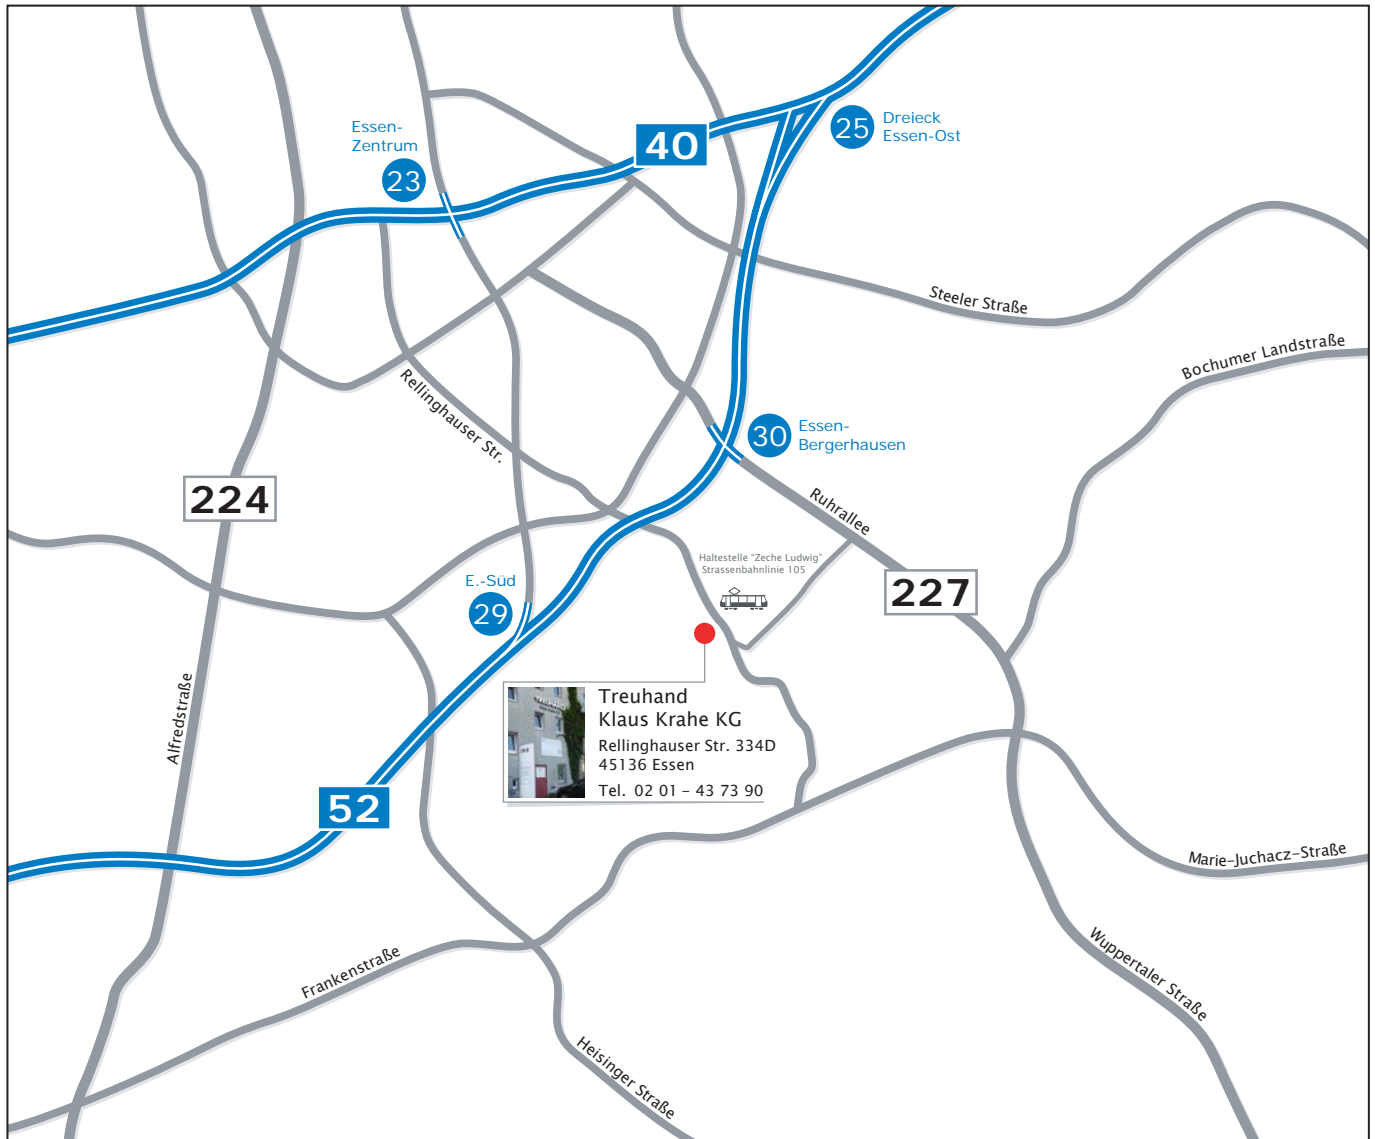 Essen-
Zentrum
23
40
25
Dreieck
Essen-Ost
Steeler Straße
Bochumer Landstraße
Rellinghauser Str.
30
Essen-
Bergerhausen
224
Ruhrallee
Haltestelle "Zeche Ludwig"
Strassenbahnlinie 105
E.-Süd
29
227
Alfredstraße
Treuhand
Klaus Krahe KG
Rellinghauser Str. 334D
45136 Essen
Tel. 02 01 – 43 73 90
52
Marie-Juchacz-Straße
Frankenstraße
Wuppertaler Straße
Heisinger Straße